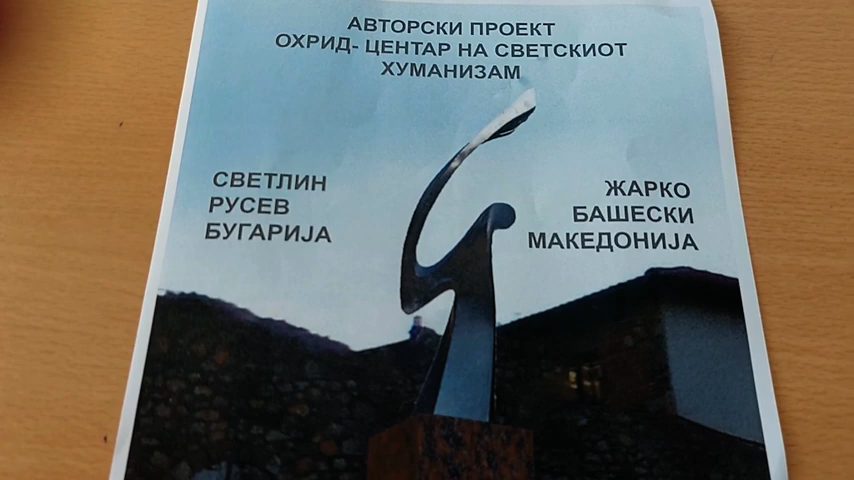 АВТОРСКИ ПРОЕКТ
ОХРИД- ЦЕНТАР НА СВЕТСКИОТ
ХУМАНИЗАМ
СВЕТЛИН
РУСЕВ
БУГАРИЈА
ЖАРКО
БАШЕСКИ
МАКЕДОНИЈА